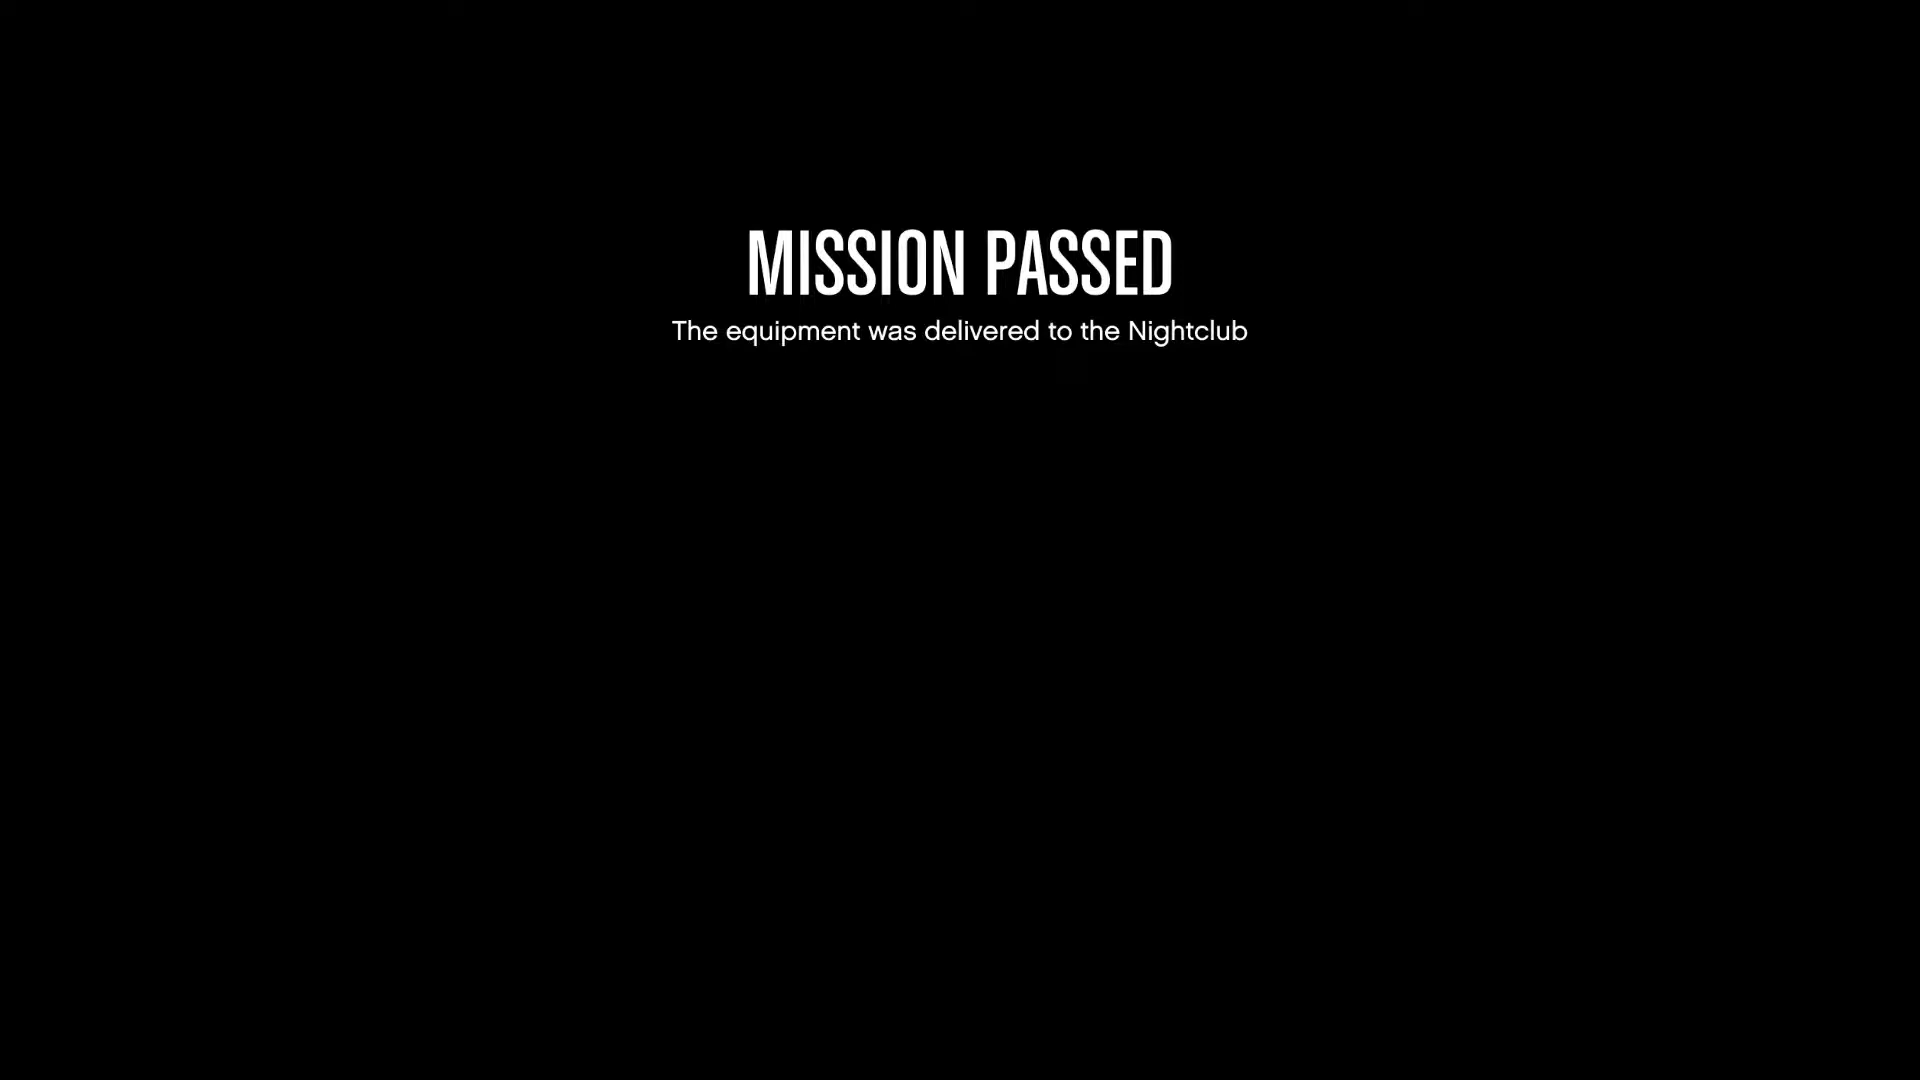 MISSION PASSED
The equipment was delivered to the Nightclub